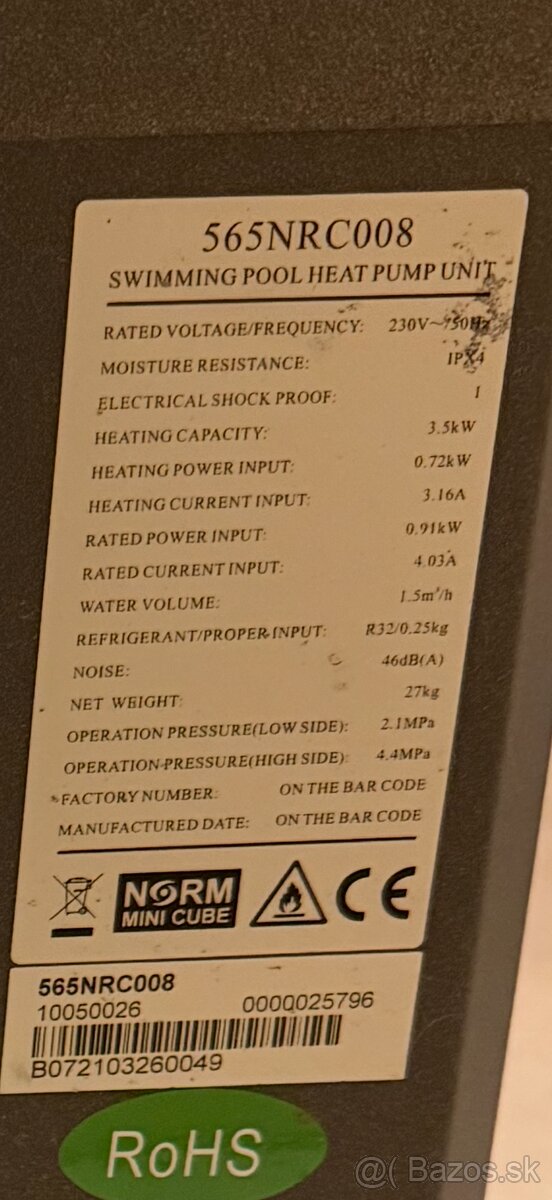 565NRC008
SWIMMING POOL HEAT PUMP UNIT
RATED VOLTAGE/FREQUENCY: 230V~/50Hz
MOISTURE RESISTANCE: IPX4
ELECTRICAL SHOCK PROOF: I
HEATING CAPACITY: 3.5kW
HEATING POWER INPUT: 0.72kW
HEATING CURRENT INPUT: 3.16A
RATED POWER INPUT: 0.91kW
RATED CURRENT INPUT: 4.03A
WATER VOLUME: 1.5m³/h
REFRIGERANT/PROPER INPUT: R32/0.25kg
NOISE: 46dB(A)
NET WEIGHT: 27kg
OPERATION PRESSURE(LOW SIDE): 2.1MPa
OPERATION PRESSURE(HIGH SIDE): 4.4MPa
FACTORY NUMBER: ON THE BAR CODE
MANUFACTURED DATE: ON THE BAR CODE
NORM
MINI CUBE
CE
565NRC008
10050026 0000025796
B072103260049
RoHS
@( Bazos.sk